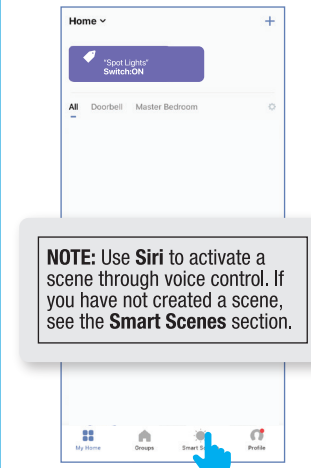 Home
"Spot Lights"
Switch:ON
All Doorbell Master Bedroom
NOTE: Use Siri to activate a
scene through voice control. If
you have not created a scene,
see the Smart Scenes section.
My Home Groups Smart Profile